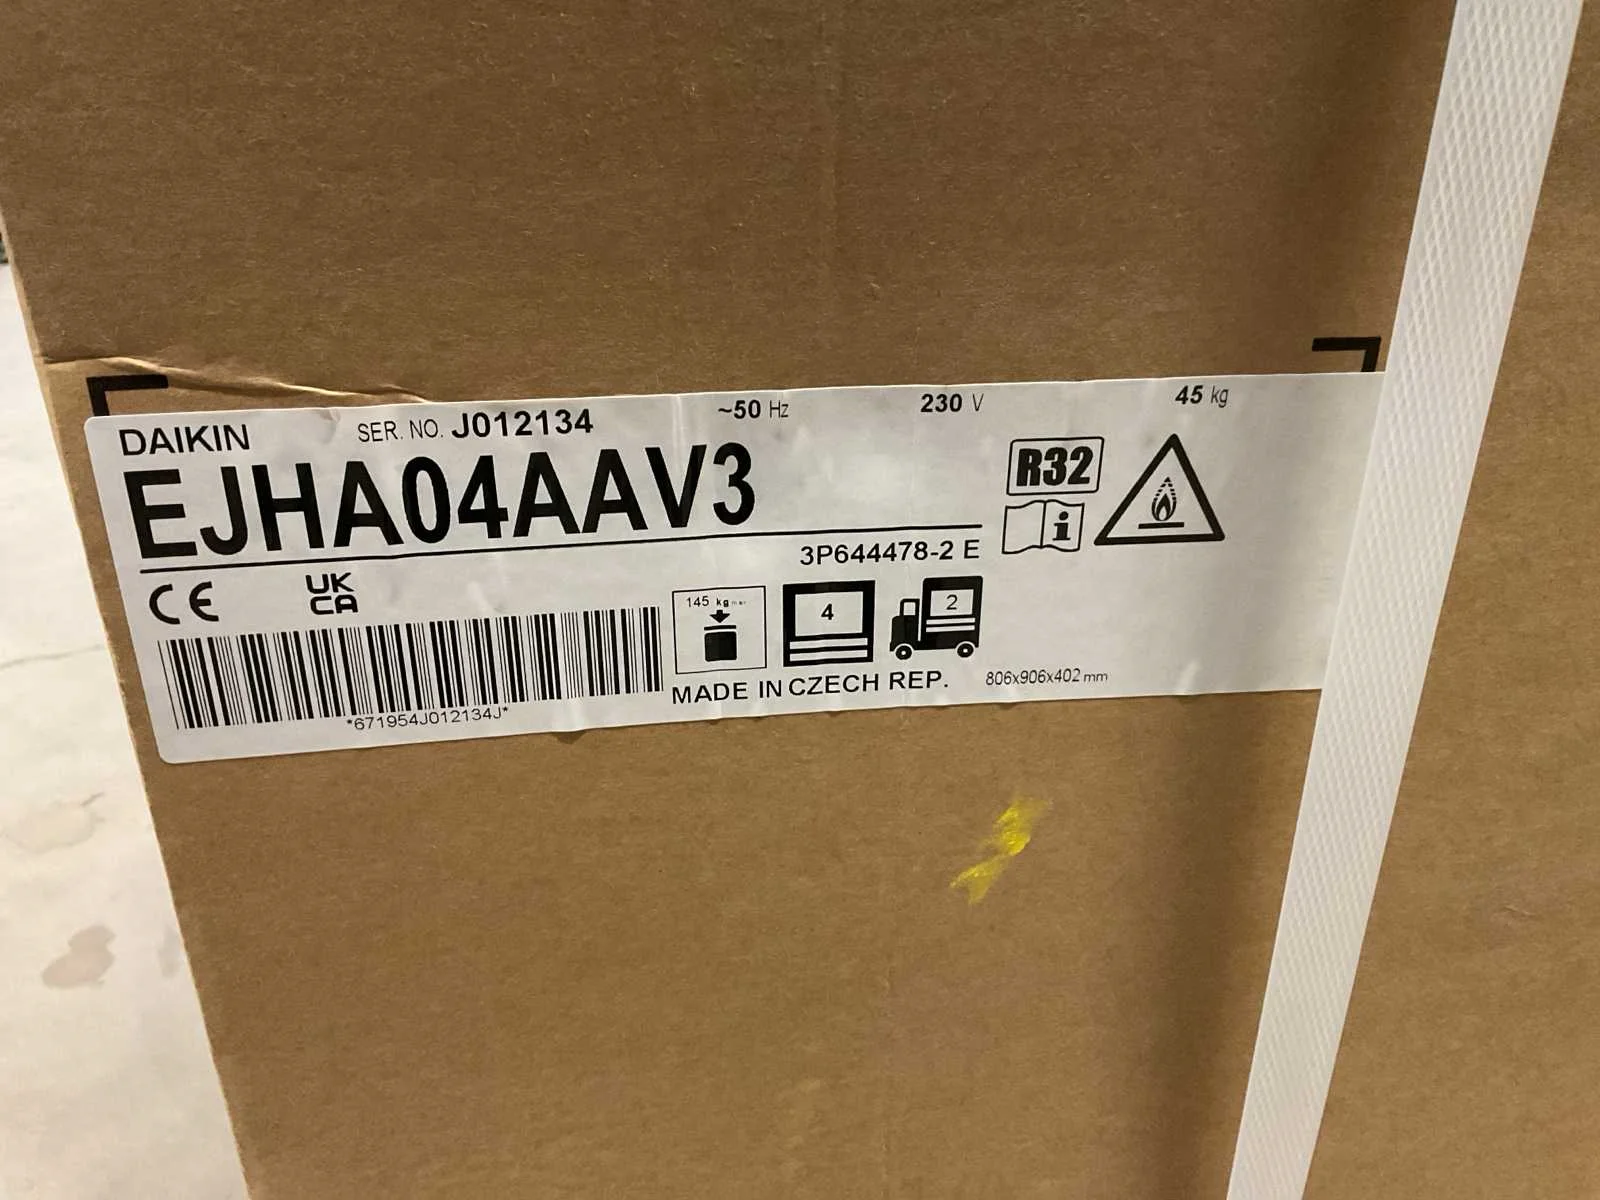 DAIKIN SER. NO. J012134 ~50 Hz 230 V 45 kg
EJHA04AAV3
R32
3P644478-2 E
CE UK CA
145 kg
4
2
MADE IN CZECH REP. 806x906x402 mm
*671954J012134J*